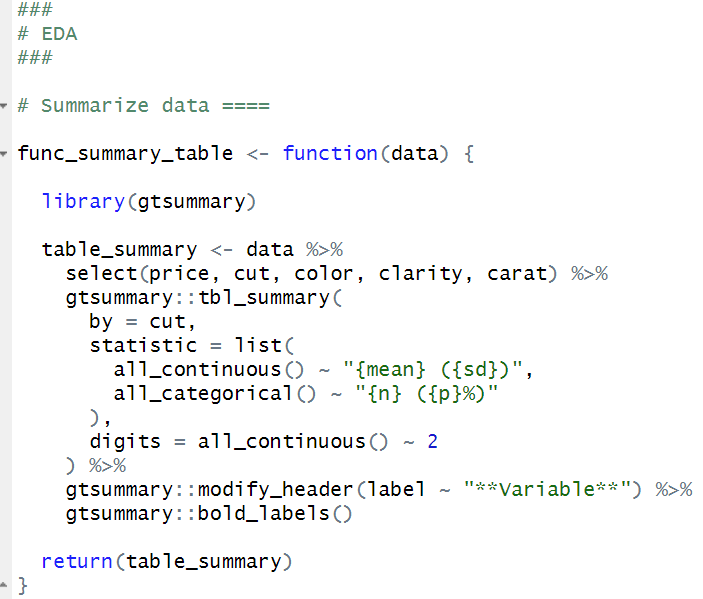 ###
# EDA
###
# Summarize data ====
func_summary_table <- function(data) {
library(gtsummary)
table_summary <- data %>%
select(price, cut, color, clarity, carat) %>%
gtsummary::tbl_summary(
by = cut,
statistic = list(
all_continuous() ~ "{mean} ({sd})",
all_categorical() ~ "{n} ({p}%)"
),
digits = all_continuous() ~ 2
) %>%
gtsummary::modify_header(label ~ "**Variable**") %>%
gtsummary::bold_labels()
return(table_summary)
}